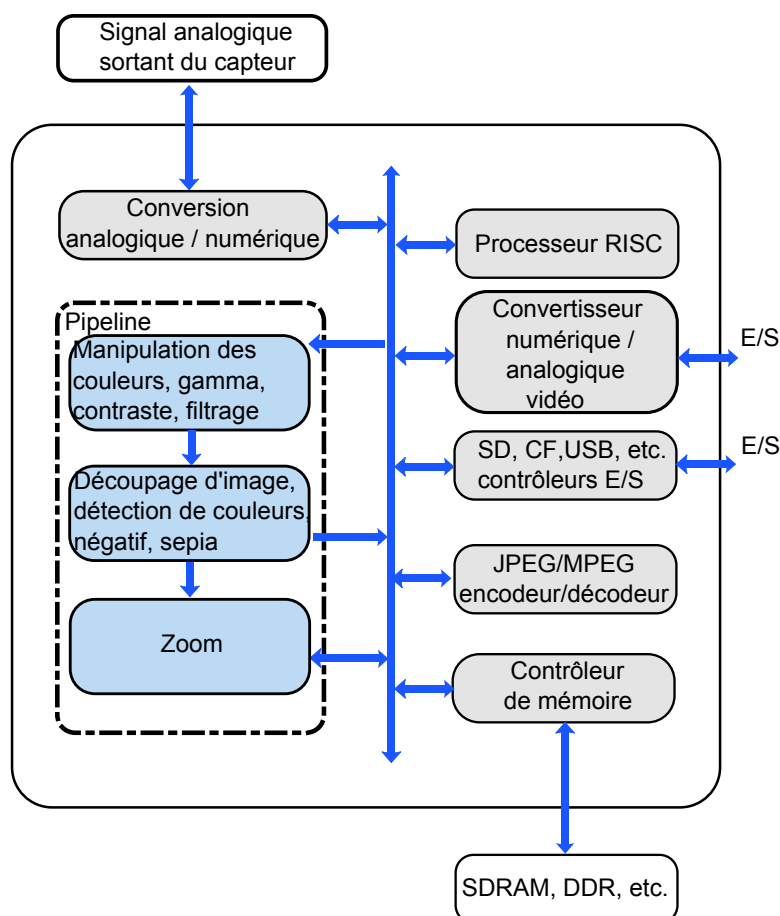 Signal analogique
sortant du capteur
Conversion
analogique / numérique
Pipeline
Manipulation des
couleurs, gamma,
contraste, filtrage
Découpage d'image,
détection de couleurs,
négatif, sepia
Zoom
Processeur RISC
Convertisseur
numérique /
analogique
vidéo
E/S
SD, CF,USB, etc.
contrôleurs E/S
E/S
JPEG/MPEG
encodeur/décodeur
Contrôleur
de mémoire
SDRAM, DDR, etc.